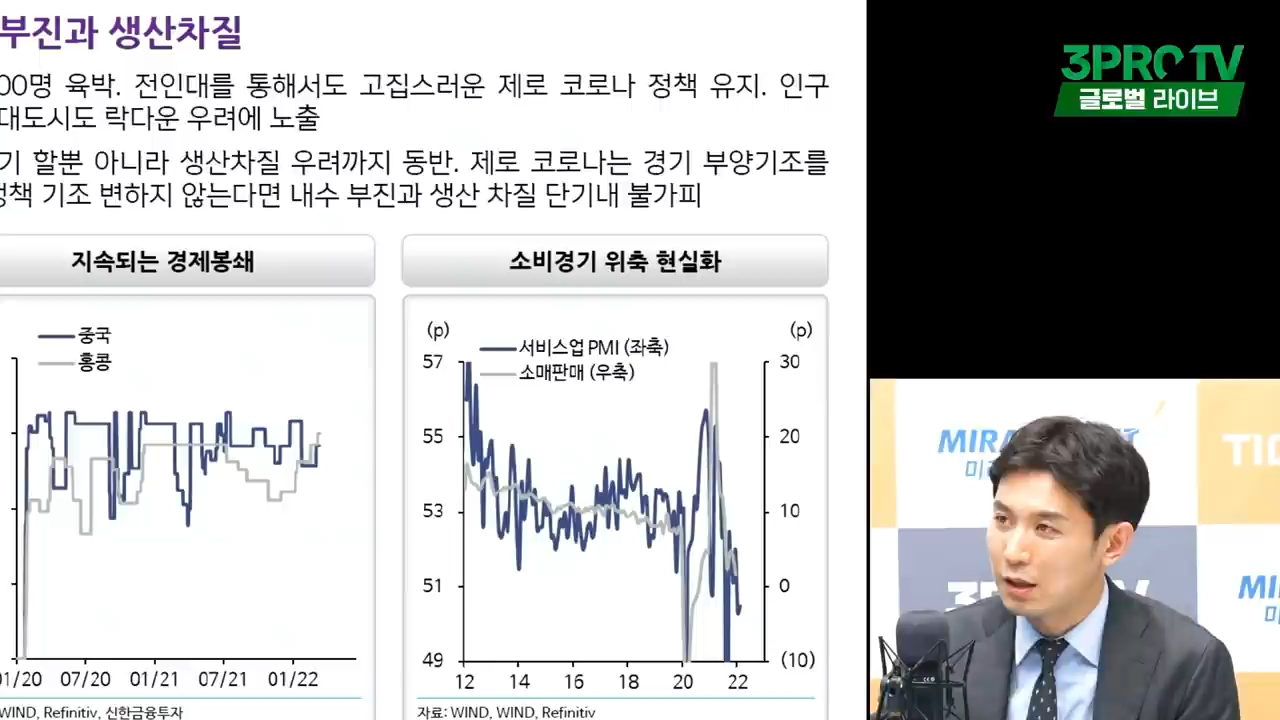 부진과 생산차질
00명 육박. 전인대를 통해서도 고집스러운 제로 코로나 정책 유지. 인구
대도시도 락다운 우려에 노출
기 할뿐 아니라 생산차질 우려까지 동반. 제로 코로나는 경기 부양기조를
정책 기조 변하지 않는다면 내수 부진과 생산 차질 단기내 불가피
지속되는 경제봉쇄
중국
홍콩
01/20 07/20 01/21 07/21 01/22
WIND, Refinitiv, 신한금융투자
소비경기 위축 현실화
(p) (p)
서비스업 PMI (좌축)
소매판매 (우축)
57 30
55 20
53 10
51 0
49 (10)
12 14 16 18 20 22
자료: WIND, WIND, Refinitiv
3PRO TV
글로벌 라이브
MIRA
미래
TIG
3PROTV
MI